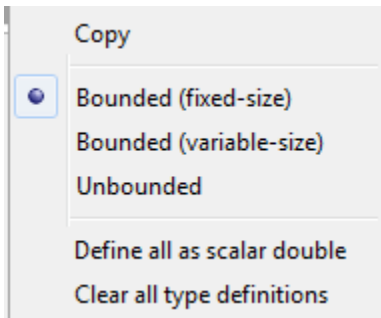 Copy
Bounded (fixed-size)
Bounded (variable-size)
Unbounded
Define all as scalar double
Clear all type definitions